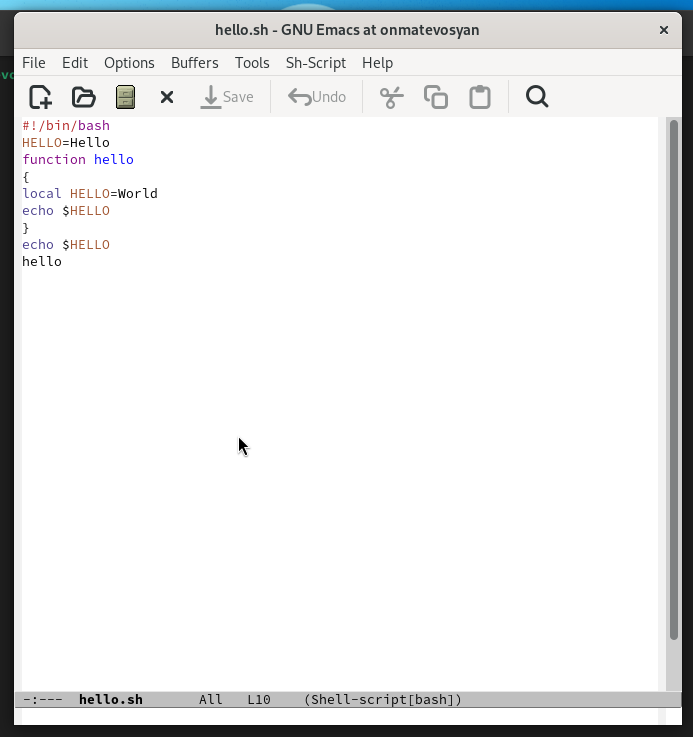 hello.sh - GNU Emacs at onmatevosyan
File Edit Options Buffers Tools Sh-Script Help
Save Undo
#!/bin/bash
HELLO=Hello
function hello
{
local HELLO=World
echo $HELLO
}
echo $HELLO
hello
-:--- hello.sh All L10 (Shell-script[bash])